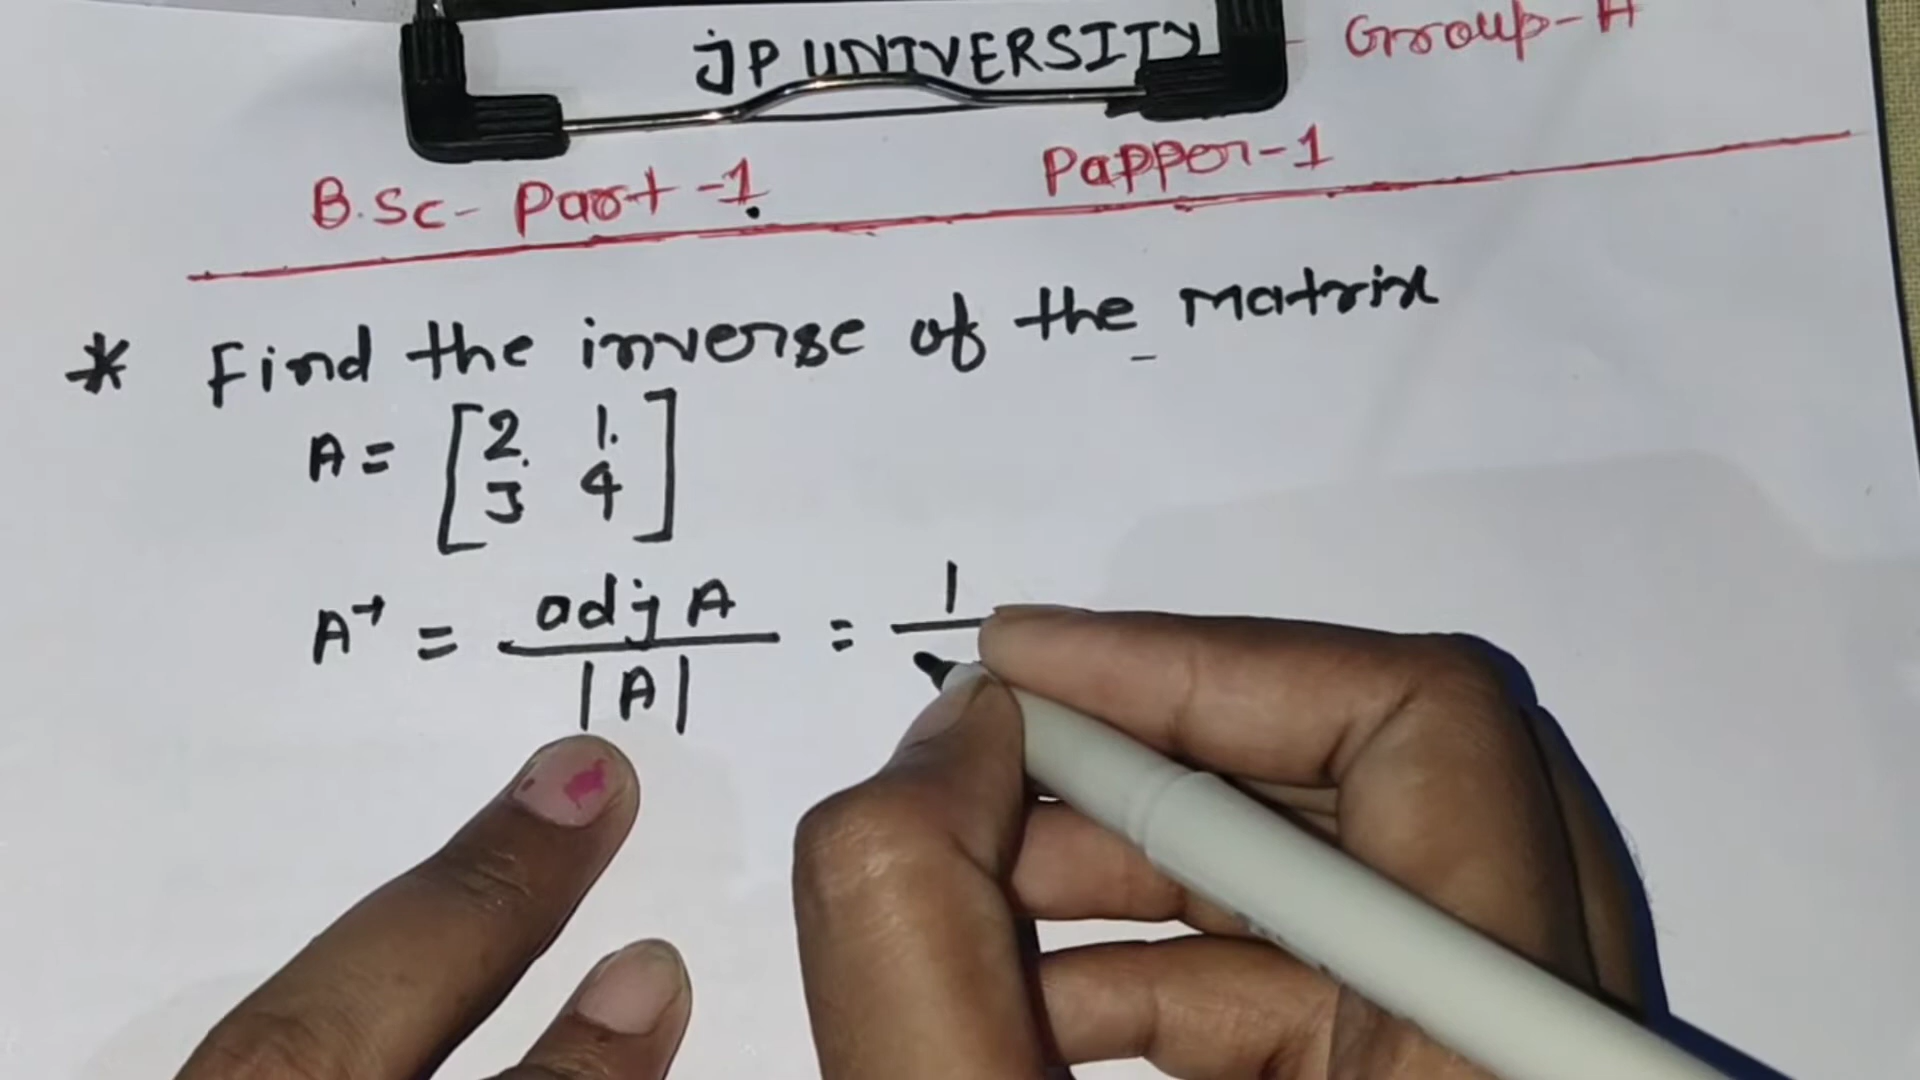 JP UNIVERSITY - Group-A
B.Sc- Part-1 Papper-1
* Find the inverse of the matrix
A = [2 1
3 4]
A⁻¹ = adj A / |A| = 1 /